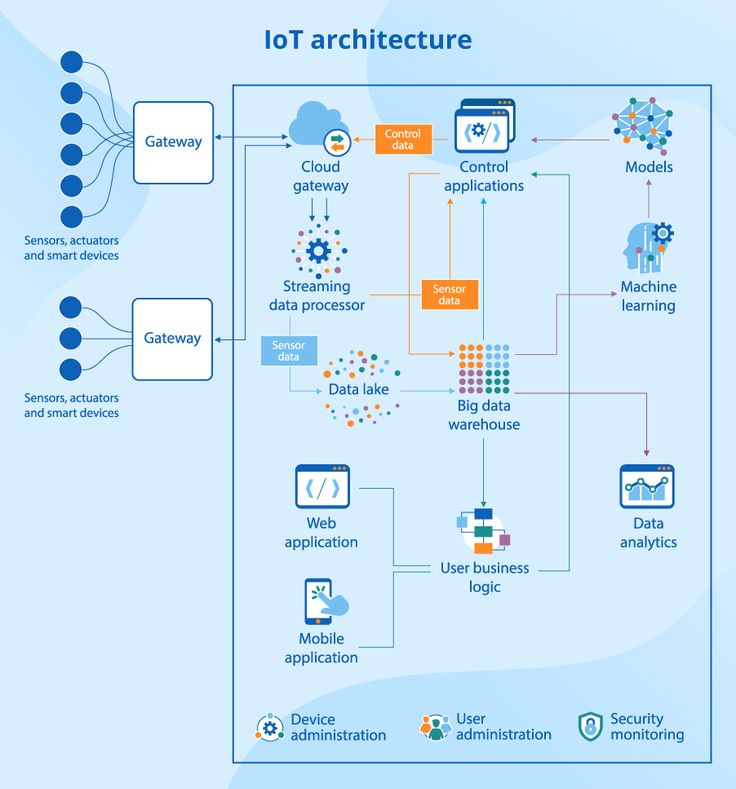 IoT architecture
Gateway
Sensors, actuators
and smart devices
Gateway
Sensors, actuators
and smart devices
Cloud
gateway
Control
data
Control
applications
Models
Streaming
data processor
Sensor
data
Machine
learning
Sensor
data
Data lake
Big data
warehouse
Web
application
User business
logic
Data
analytics
Mobile
application
Device
administration
User
administration
Security
monitoring